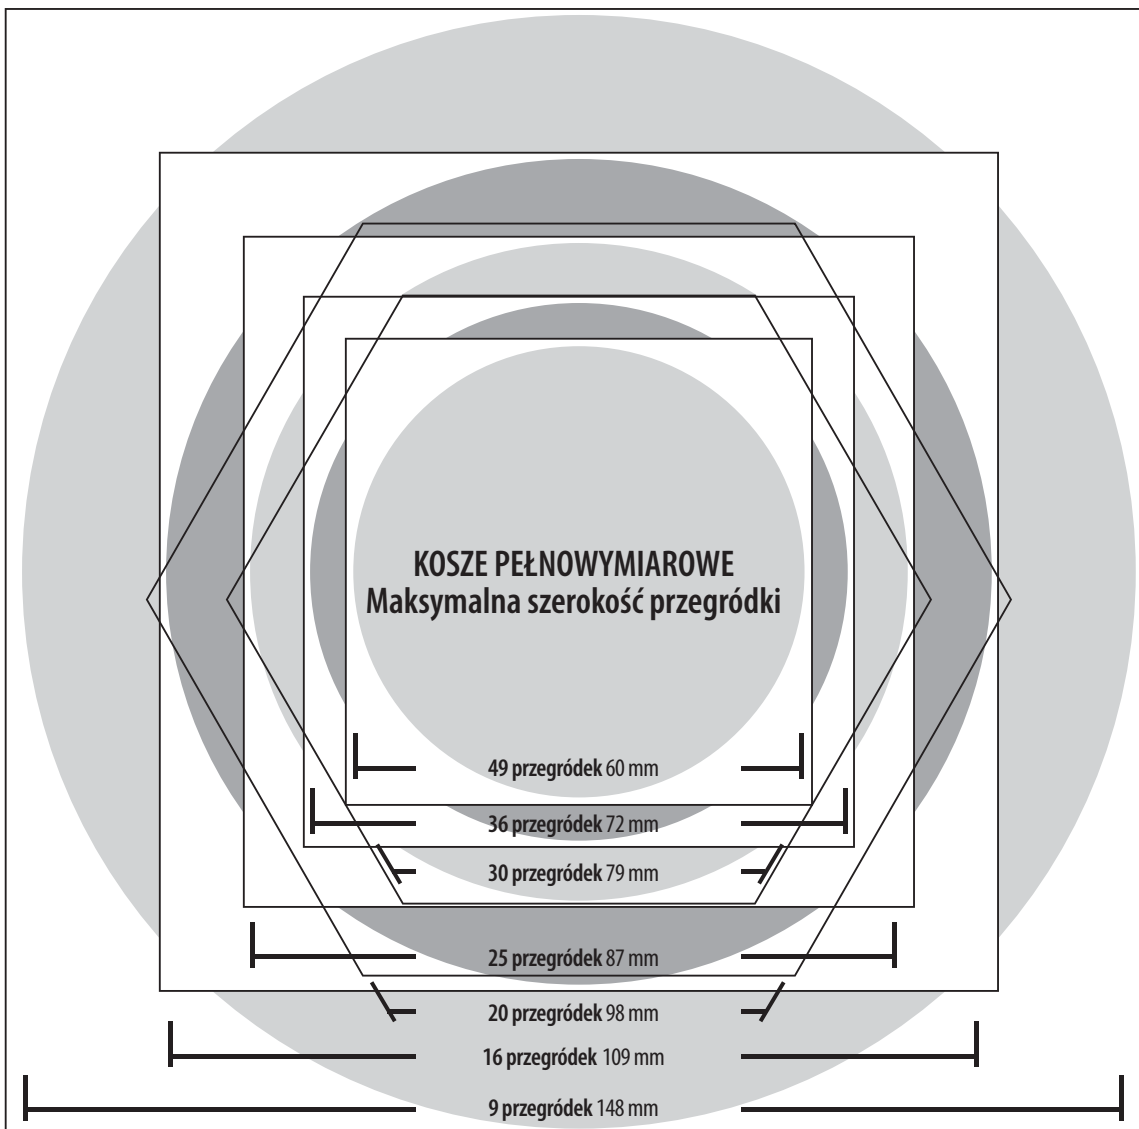 KOSZE PEŁNOWYMIAROWE
Maksymalna szerokość przegródki
49 przegródek 60 mm
36 przegródek 72 mm
30 przegródek 79 mm
25 przegródek 87 mm
20 przegródek 98 mm
16 przegródek 109 mm
9 przegródek 148 mm